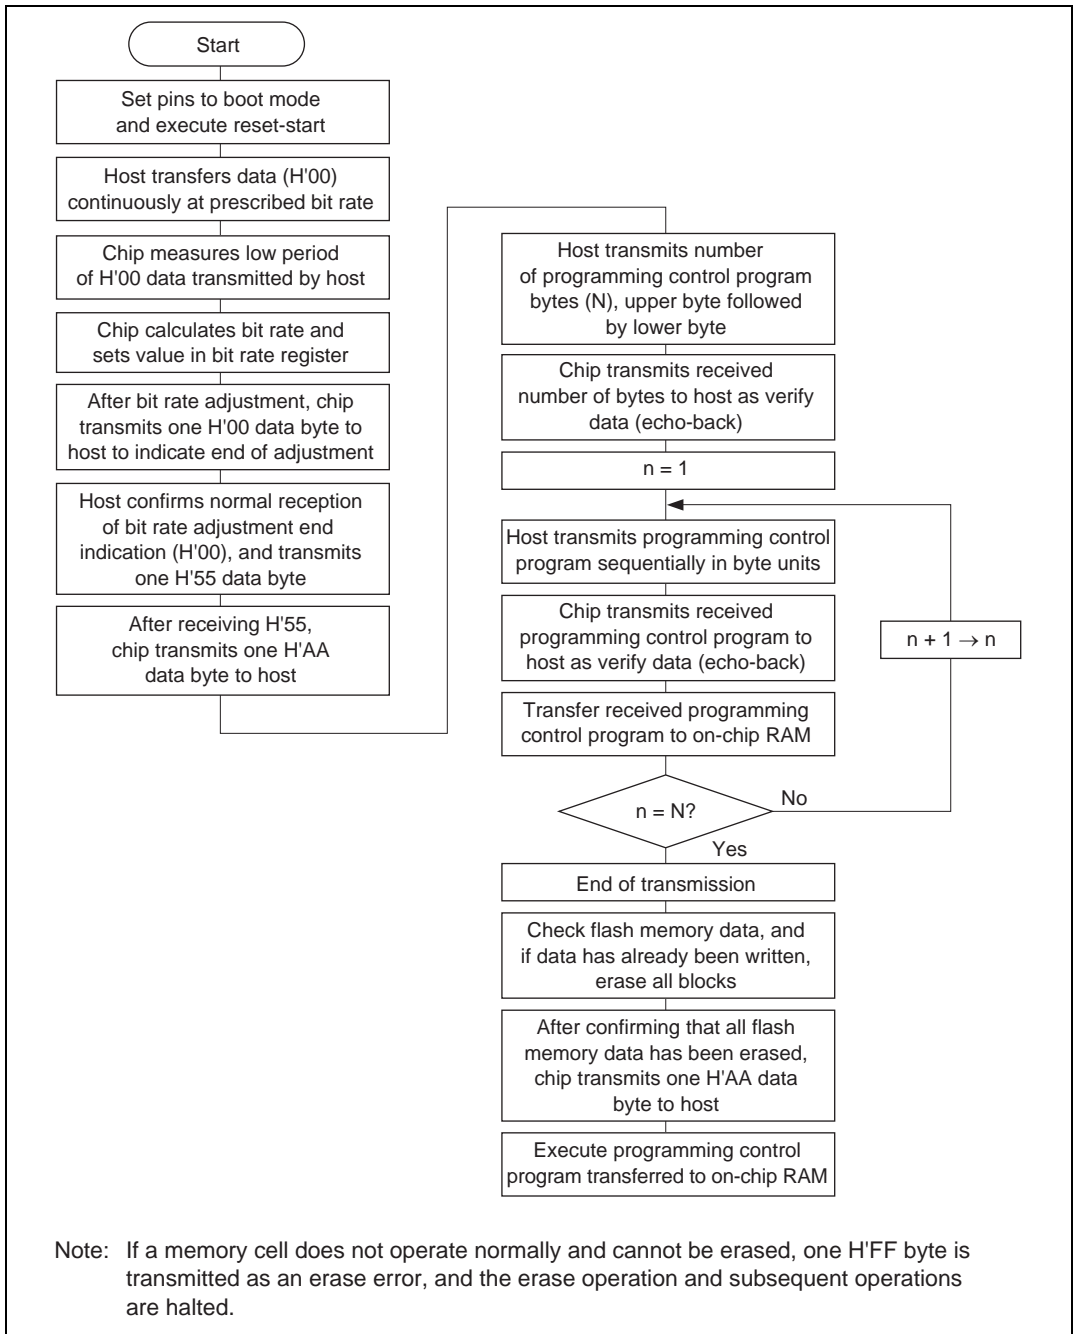 Start
Set pins to boot mode
and execute reset-start
Host transfers data (H'00)
continuously at prescribed bit rate
Chip measures low period
of H'00 data transmitted by host
Chip calculates bit rate and
sets value in bit rate register
After bit rate adjustment, chip
transmits one H'00 data byte to
host to indicate end of adjustment
Host confirms normal reception
of bit rate adjustment end
indication (H'00), and transmits
one H'55 data byte
After receiving H'55,
chip transmits one H'AA
data byte to host
Host transmits number
of programming control program
bytes (N), upper byte followed
by lower byte
Chip transmits received
number of bytes to host as verify
data (echo-back)
n = 1
Host transmits programming control
program sequentially in byte units
Chip transmits received
programming control program to
host as verify data (echo-back)
n + 1 → n
Transfer received programming
control program to on-chip RAM
n = N?
No
Yes
End of transmission
Check flash memory data, and
if data has already been written,
erase all blocks
After confirming that all flash
memory data has been erased,
chip transmits one H'AA data
byte to host
Execute programming control
program transferred to on-chip RAM
Note: If a memory cell does not operate normally and cannot be erased, one H'FF byte is
transmitted as an erase error, and the erase operation and subsequent operations
are halted.